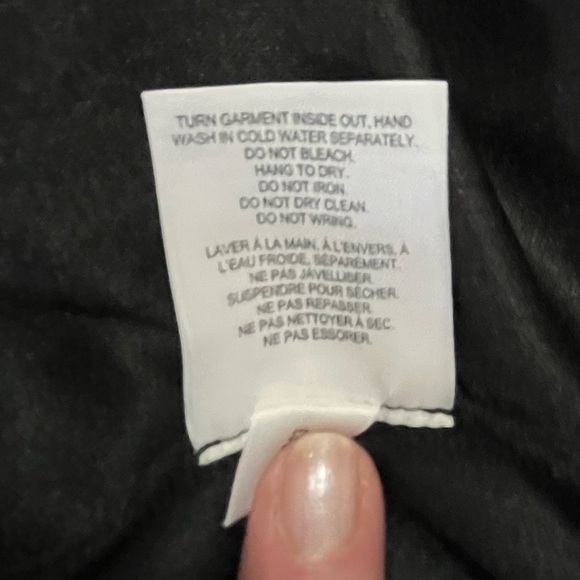 TURN GARMENT INSIDE OUT, HAND
WASH IN COLD WATER SEPARATELY.
DO NOT BLEACH.
HANG TO DRY.
DO NOT IRON.
DO NOT DRY CLEAN.
DO NOT WRING.
LAVER À LA MAIN, À L'ENVERS, À
L'EAU FROIDE, SÉPARÉMENT.
NE PAS JAVELLISER.
SUSPENDRE POUR SÉCHER.
NE PAS REPASSER.
NE PAS NETTOYER À SEC.
NE PAS ESSORER.